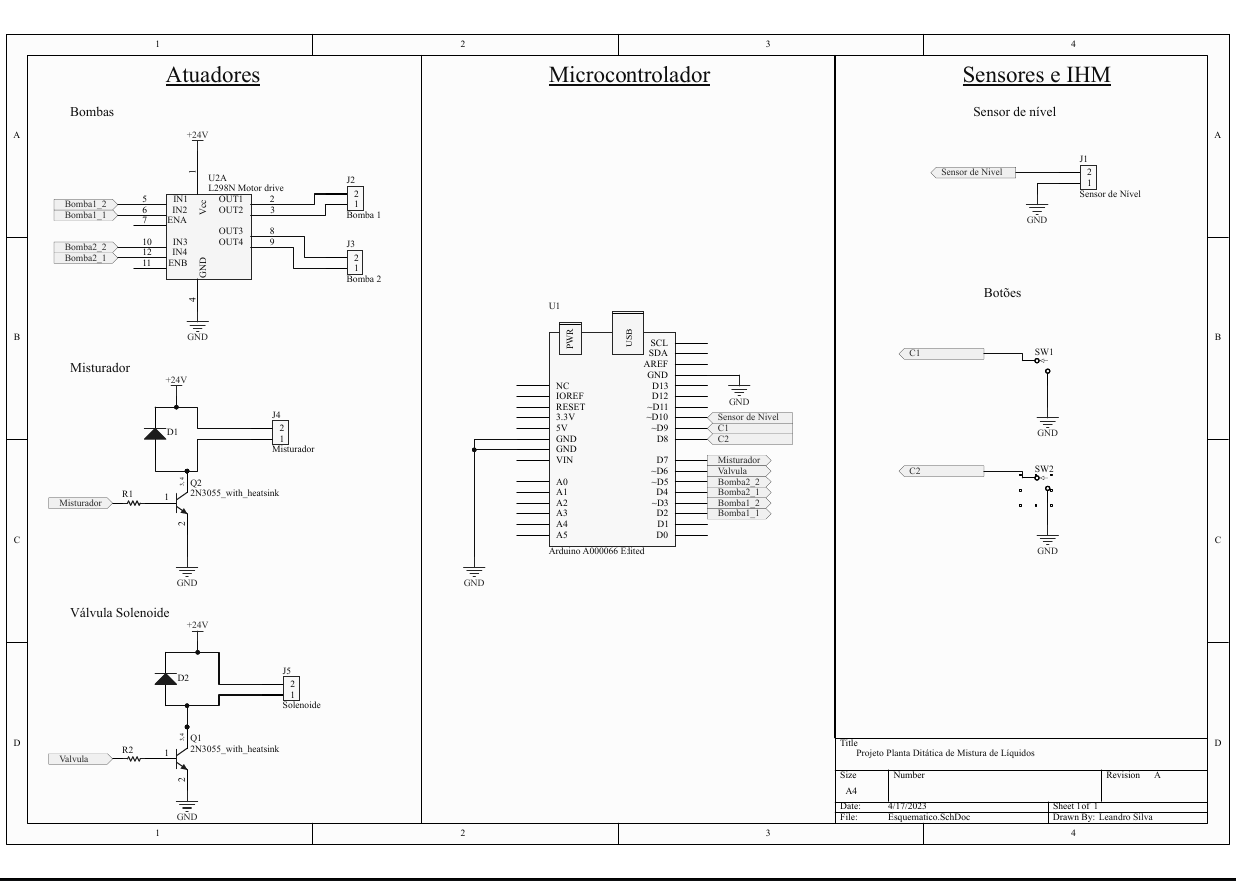 1 2 3 4
Atuadores
Microcontrolador
Sensores e IHM
A
B
C
D
Bombas
+24V
1
U2A
L298N Motor drive
Bomba1_2 5 IN1
Bomba1_1 6 IN2
7 ENA
Bomba2_2 10 IN3
Bomba2_1 12 IN4
11 ENB
Vcc
GND
OUT1 2
OUT2 3
OUT3 8
OUT4 9
4
GND
J2
2
1
Bomba 1
J3
2
1
Bomba 2
Misturador
+24V
D1
J4
2
1
Misturador
Q2
2N3055_with_heatsink
3,4
Misturador R1 1
2
GND
Válvula Solenoide
+24V
D2
J5
2
1
Solenoide
Q1
2N3055_with_heatsink
3,4
Valvula R2 1
2
GND
U1
PWR
USB
NC
IOREF
RESET
3.3V
5V
GND
GND
VIN
A0
A1
A2
A3
A4
A5
SCL
SDA
AREF
GND
D13
D12
~D11
~D10 Sensor de Nivel
~D9 C1
D8 C2
D7 Misturador
~D6 Valvula
~D5 Bomba2_2
D4 Bomba2_1
~D3 Bomba1_2
D2 Bomba1_1
D1
D0
GND
Arduino A000066 Edited
GND
Sensor de nível
Sensor de Nivel
J1
2
1
Sensor de Nivel
GND
Botões
C1
SW1
GND
C2
SW2
GND
A
B
C
D
Title
Projeto Planta Ditática de Mistura de Líquidos
Size Number Revision A
A4
Date: 4/17/2023 Sheet 1of 1
File: Esquematico.SchDoc Drawn By: Leandro Silva
1 2 3 4